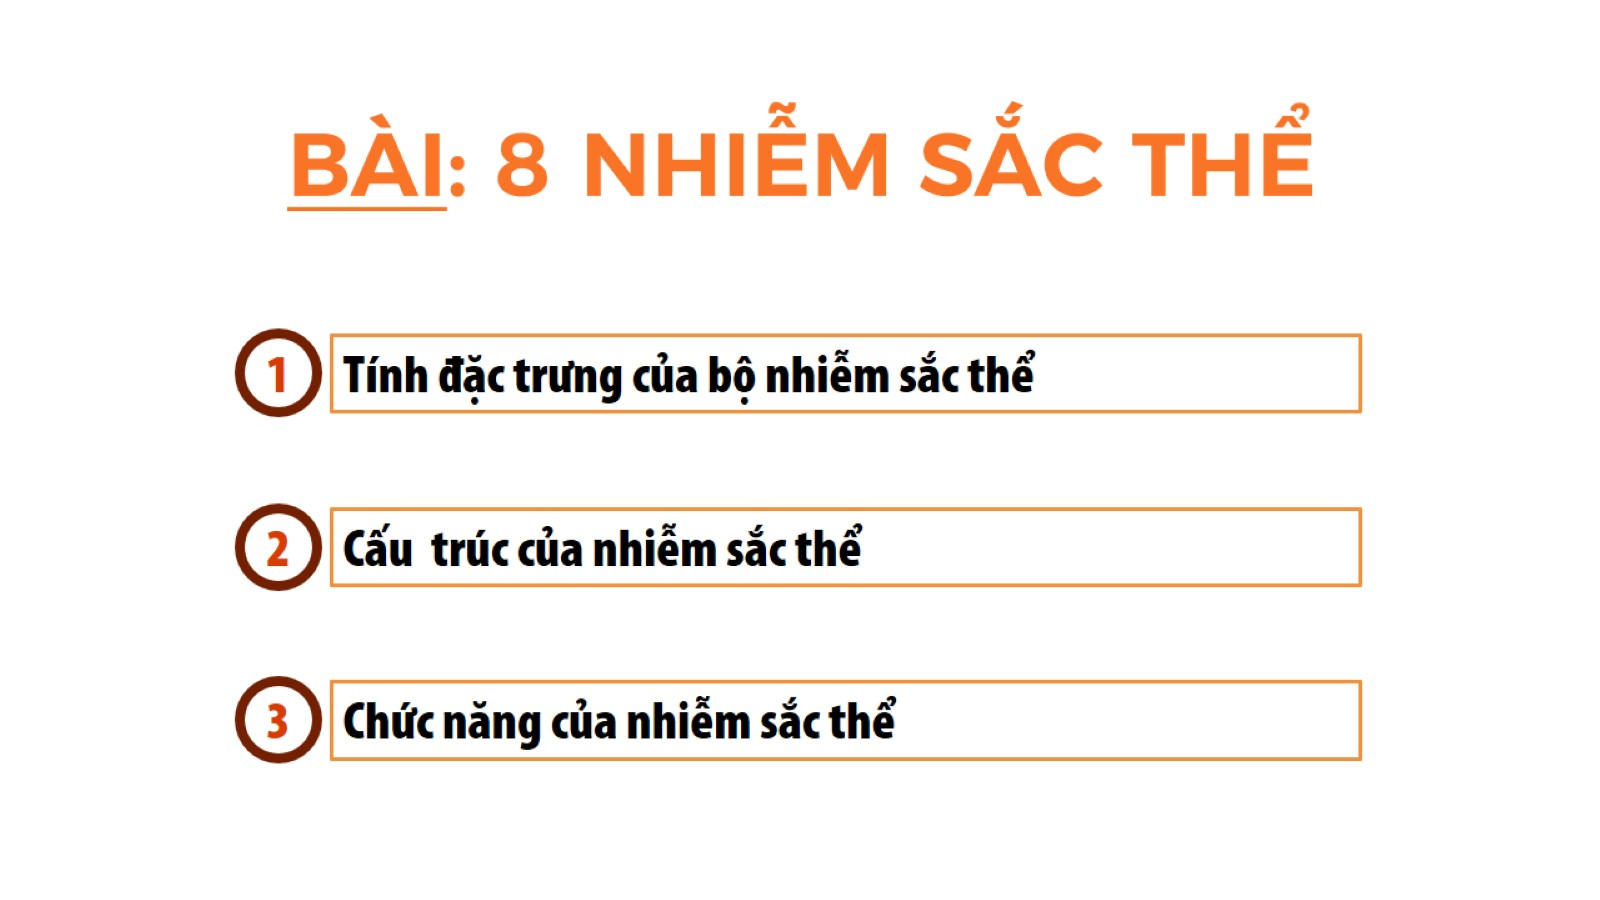 BÀI: 8 NHIỄM SẮC THỂ
1 Tính đặc trưng của bộ nhiễm sắc thể
2 Cấu  trúc của nhiễm sắc thể
3 Chức năng của nhiễm sắc thể